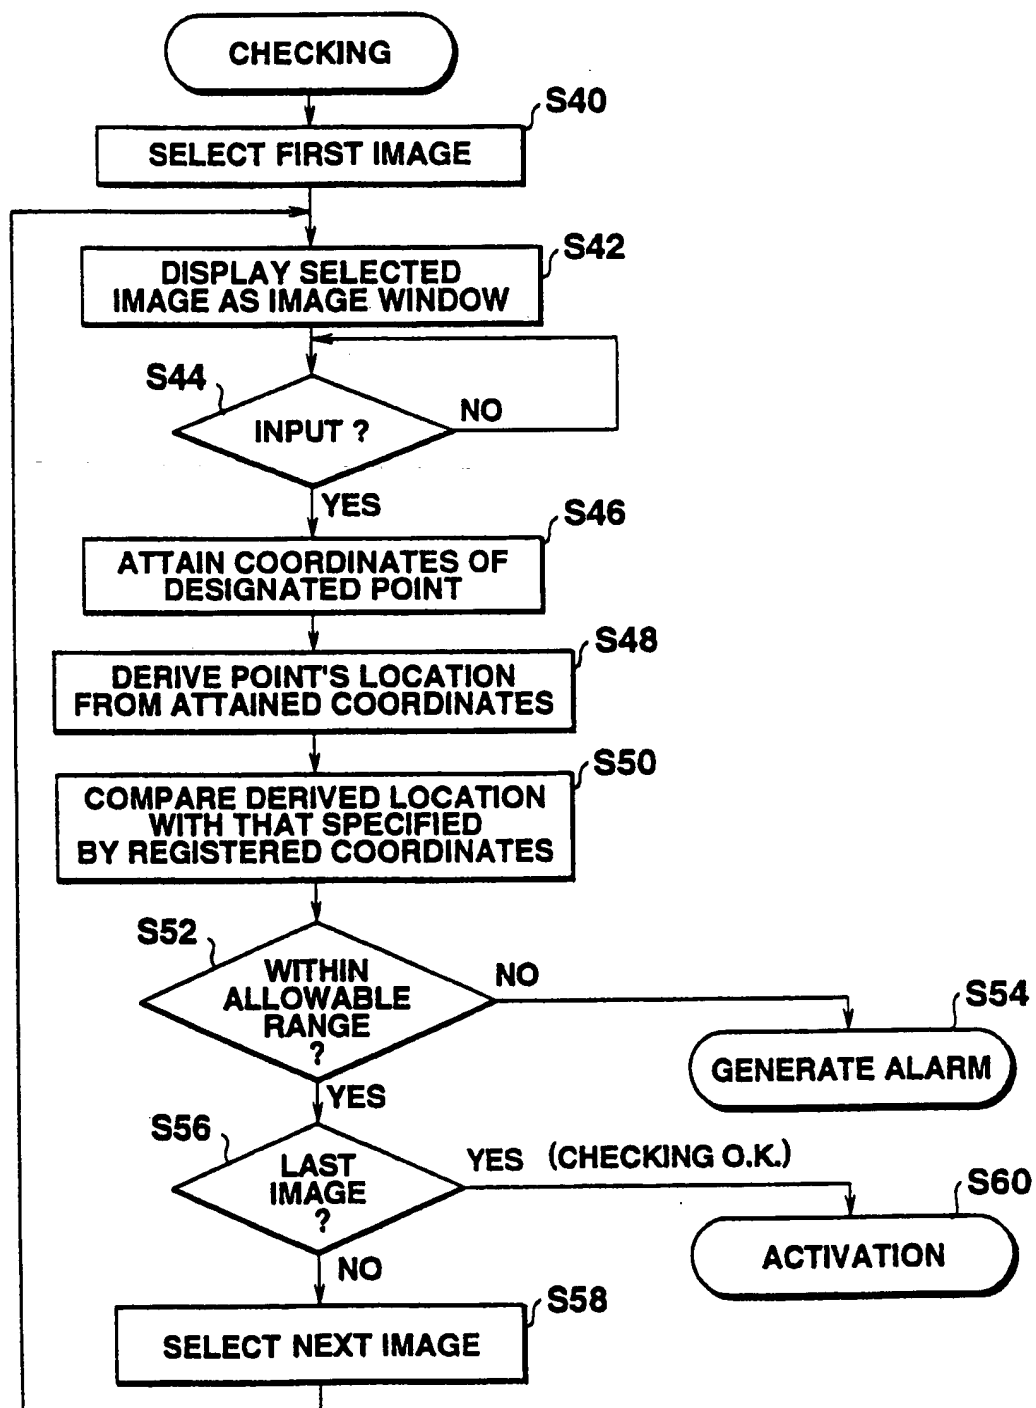 CHECKING
S40
SELECT FIRST IMAGE
S42
DISPLAY SELECTED
IMAGE AS IMAGE WINDOW
S44
INPUT ?
NO
YES
S46
ATTAIN COORDINATES OF
DESIGNATED POINT
S48
DERIVE POINT'S LOCATION
FROM ATTAINED COORDINATES
S50
COMPARE DERIVED LOCATION
WITH THAT SPECIFIED
BY REGISTERED COORDINATES
S52
WITHIN
ALLOWABLE
RANGE
?
NO
S54
GENERATE ALARM
YES
S56
LAST
IMAGE
?
YES (CHECKING O.K.)
S60
ACTIVATION
NO
S58
SELECT NEXT IMAGE